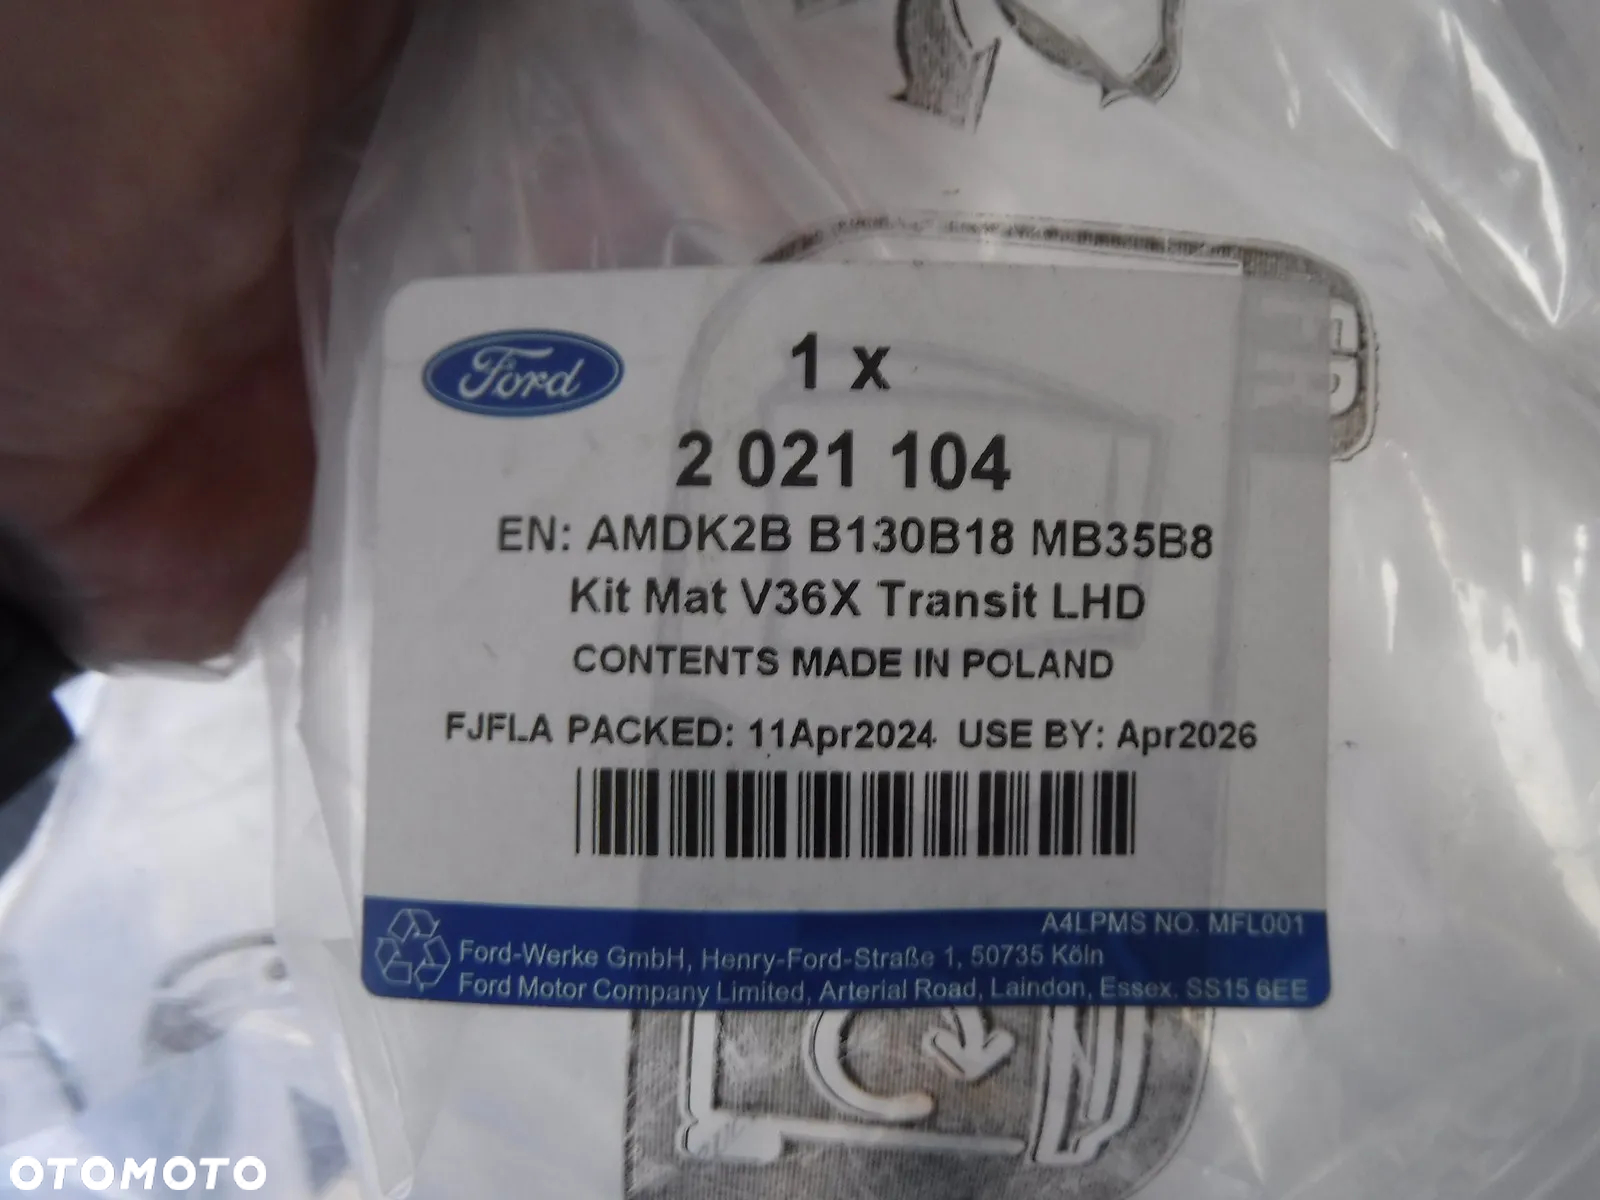 Ford
1 x
2 021 104
EN: AMDK2B B130B18 MB35B8
Kit Mat V36X Transit LHD
CONTENTS MADE IN POLAND
FJFLA PACKED: 11Apr2024 USE BY: Apr2026
A4LPMS NO. MFL001
Ford-Werke GmbH, Henry-Ford-Straße 1, 50735 Köln
Ford Motor Company Limited, Arterial Road, Laindon, Essex, SS15 6EE
OTOMOTO